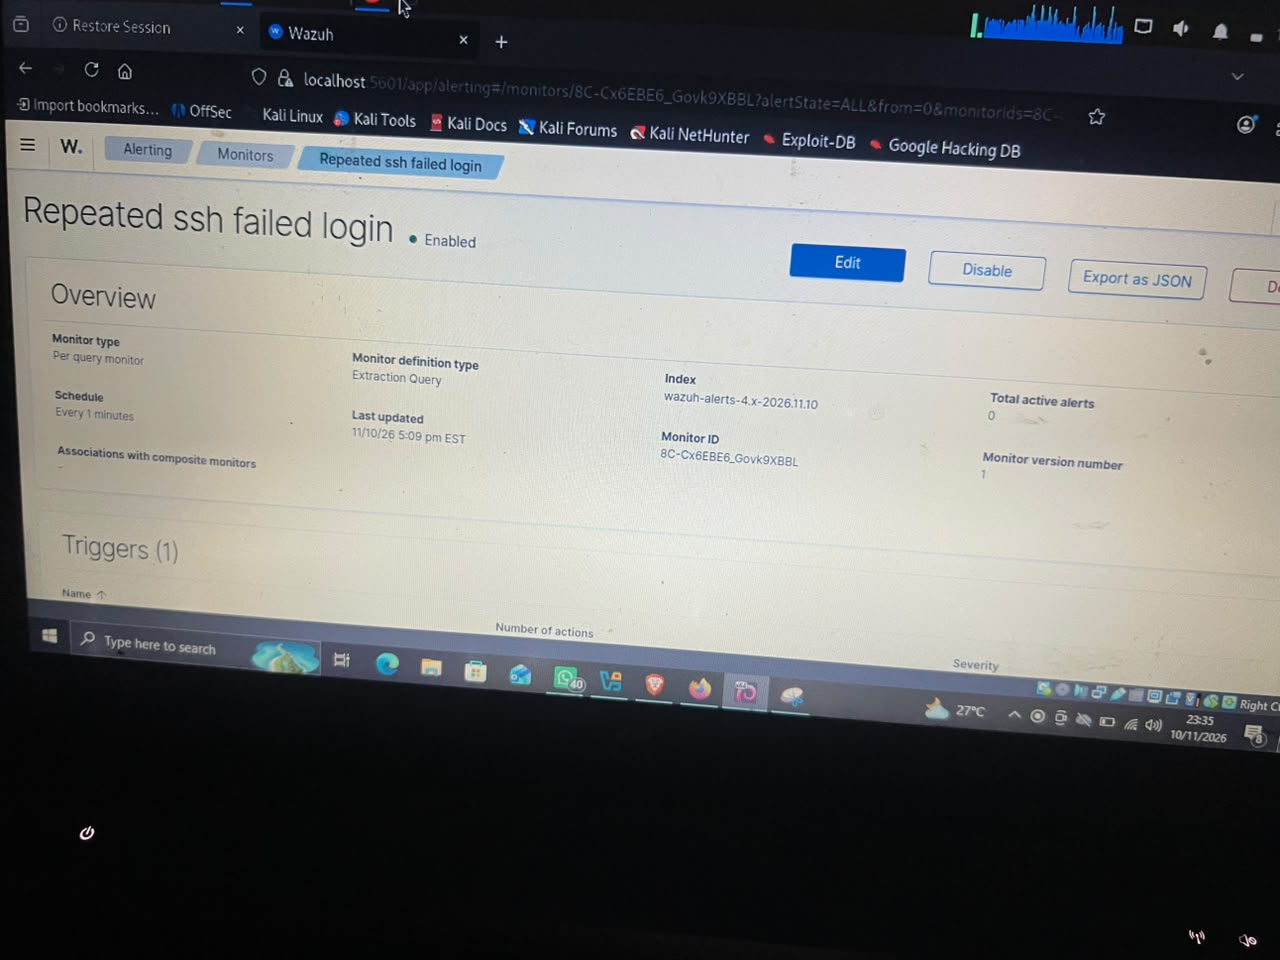 Restore Session
Wazuh
localhost:5601/app/alerting#/monitors/8C-Cx6EBE6_Govk9XBBL?alertState=ALL&from=0&monitorIds=8C-
Import bookmarks... OffSec Kali Linux Kali Tools Kali Docs Kali Forums Kali NetHunter Exploit-DB Google Hacking DB
W. Alerting Monitors Repeated ssh failed login
Repeated ssh failed login Enabled
Edit Disable Export as JSON De
Overview
Monitor type
Per query monitor
Monitor definition type
Extraction Query
Index
wazuh-alerts-4.x-2026.11.10
Total active alerts
0
Schedule
Every 1 minutes
Last updated
11/10/26 5:09 pm EST
Monitor ID
8C-Cx6EBE6_Govk9XBBL
Monitor version number
1
Associations with composite monitors
-
Triggers (1)
Name ↑
Number of actions
Severity
Type here to search
40
27°C
Right C
23:35
10/11/2026
8